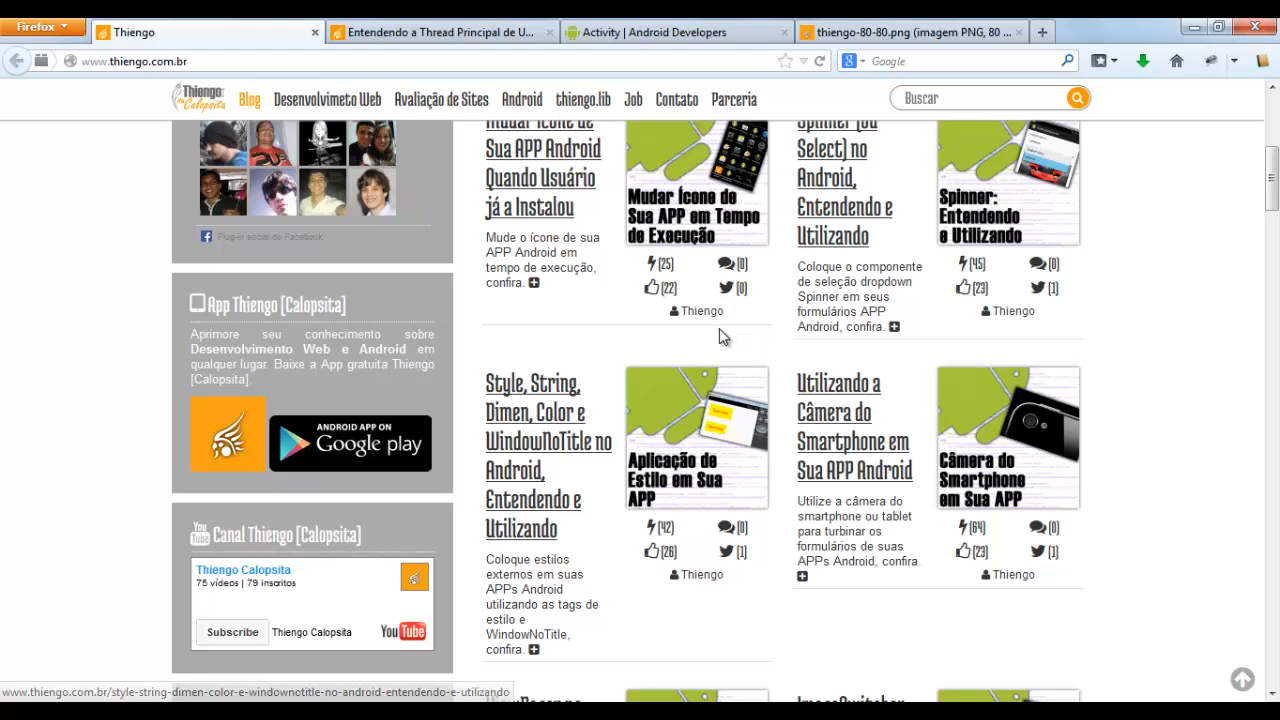 Firefox
Thiengo
Entendendo a Thread Principal de U...
Activity | Android Developers
thiengo-80-80.png (imagem PNG, 80 ...
www.thiengo.com.br
Google
Thiengo
Calopsita
Blog
Desenvolvimeto Web
Avaliação de Sites
Android
thiengo.lib
Job
Contato
Parceria
Buscar
Plug-in social do Facebook
App Thiengo [Calopsita]
Aprimore seu conhecimento sobre
Desenvolvimento Web e Android em
qualquer lugar. Baixe a App gratuita Thiengo
[Calopsita].
ANDROID APP ON
Google play
You Tube
Canal Thiengo [Calopsita]
Thiengo Calopsita
75 vídeos | 79 inscritos
Subscribe
Thiengo Calopsita
YouTube
Mudar Ícone de
Sua APP Android
Quando Usuário
já a Instalou
Mude o ícone de sua
APP Android em
tempo de execução,
confira.
Mudar Ícone de
Sua APP em Tempo
de Execução
(25)
(0)
(22)
(0)
Thiengo
Spinner (ou
Select) no
Android,
Entendendo e
Utilizando
Coloque o componente
de seleção dropdown
Spinner em seus
formulários APP
Android, confira.
Spinner:
Entendendo
e Utilizando
(45)
(0)
(23)
(1)
Thiengo
Style, String,
Dimen, Color e
WindowNoTitle no
Android,
Entendendo e
Utilizando
Coloque estilos
externos em suas
APPs Android
utilizando as tags de
estilo e
WindowNoTitle,
confira.
Aplicação de
Estilo em Sua
APP
(42)
(0)
(26)
(1)
Thiengo
Utilizando a
Câmera do
Smartphone em
Sua APP Android
Utilize a câmera do
smartphone ou tablet
para turbinar os
formulários de suas
APPs Android, confira.
Câmera do
Smartphone
em Sua APP
(64)
(0)
(23)
(1)
Thiengo
www.thiengo.com.br/style-string-dimen-color-e-windownotitle-no-android-entendendo-e-utilizando